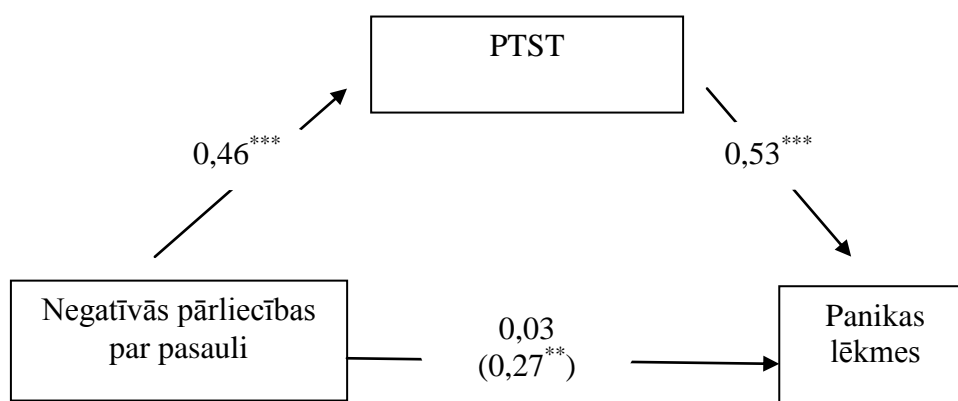 PTST
0,46***
0,53***
Negatīvās pārliecības
par pasauli
0,03
(0,27**)
Panikas
lēkmes